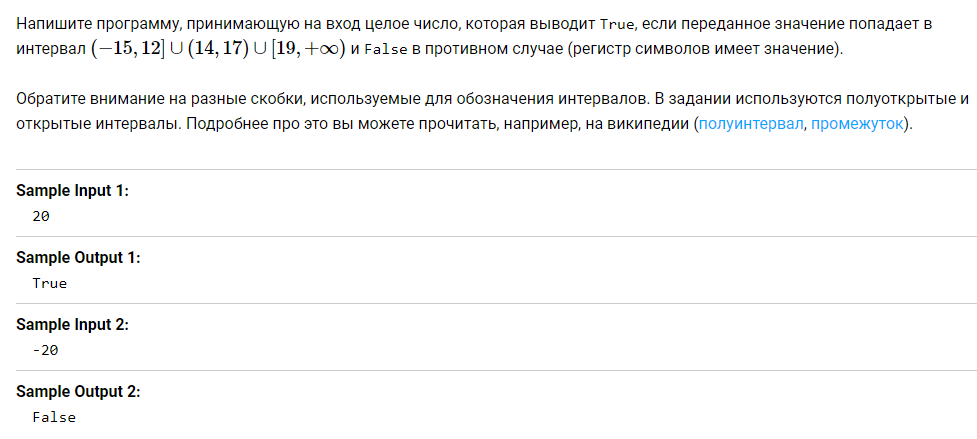 Напишите программу, принимающую на вход целое число, которая выводит True, если переданное значение попадает в
интервал (−15, 12] ∪ (14, 17) ∪ [19, +∞) и False в противном случае (регистр символов имеет значение).
Обратите внимание на разные скобки, используемые для обозначения интервалов. В задании используются полуоткрытые и
открытые интервалы. Подробнее про это вы можете прочитать, например, на википедии (полуинтервал, промежуток).
Sample Input 1:
20
Sample Output 1:
True
Sample Input 2:
-20
Sample Output 2:
False